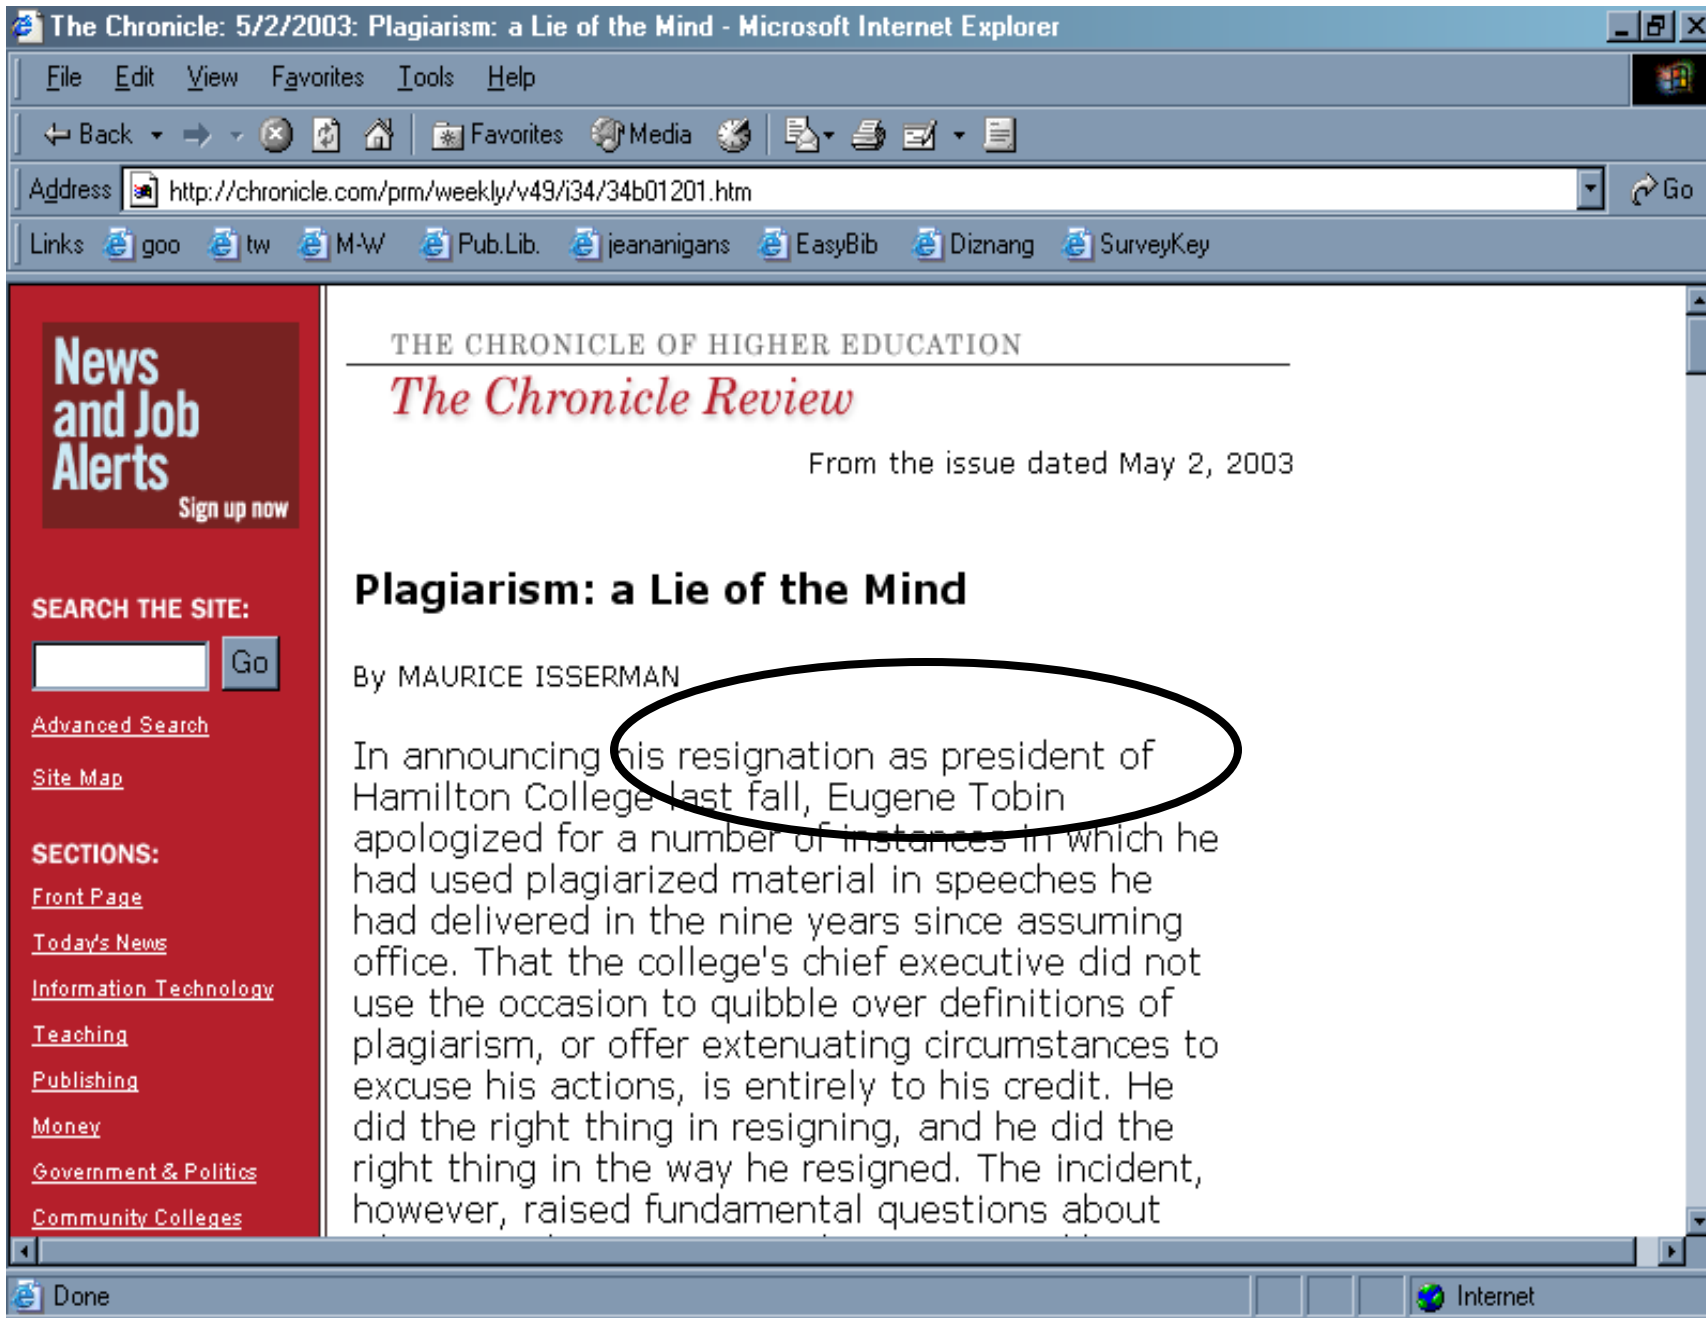 The Chronicle: 5/2/2003: Plagiarism: a Lie of the Mind - Microsoft Internet Explorer
File Edit View Favorites Tools Help
Back Favorites Media
Address http://chronicle.com/prm/weekly/v49/i34/34b01201.htm Go
Links goo tw M-W Pub.Lib. jeananigans EasyBib Diznang SurveyKey
News
and Job
Alerts
Sign up now
SEARCH THE SITE:
Go
Advanced Search
Site Map
SECTIONS:
Front Page
Today's News
Information Technology
Teaching
Publishing
Money
Government & Politics
Community Colleges
THE CHRONICLE OF HIGHER EDUCATION
The Chronicle Review
From the issue dated May 2, 2003
Plagiarism: a Lie of the Mind
By MAURICE ISSERMAN
In announcing his resignation as president of
Hamilton College last fall, Eugene Tobin
apologized for a number of instances in which he
had used plagiarized material in speeches he
had delivered in the nine years since assuming
office. That the college's chief executive did not
use the occasion to quibble over definitions of
plagiarism, or offer extenuating circumstances to
excuse his actions, is entirely to his credit. He
did the right thing in resigning, and he did the
right thing in the way he resigned. The incident,
however, raised fundamental questions about
Done Internet